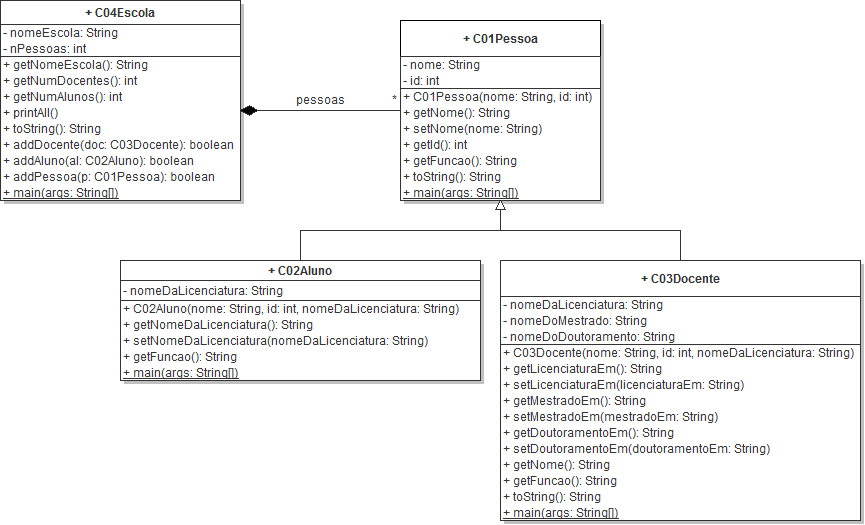 + C04Escola
- nomeEscola: String
- nPessoas: int
+ getNomeEscola(): String
+ getNumDocentes(): int
+ getNumAlunos(): int
+ printAll()
+ toString(): String
+ addDocente(doc: C03Docente): boolean
+ addAluno(al: C02Aluno): boolean
+ addPessoa(p: C01Pessoa): boolean
+ main(args: String[])
pessoas
*
+ C01Pessoa
- nome: String
- id: int
+ C01Pessoa(nome: String, id: int)
+ getNome(): String
+ setNome(nome: String)
+ getId(): int
+ getFuncao(): String
+ toString(): String
+ main(args: String[])
+ C02Aluno
- nomeDaLicenciatura: String
+ C02Aluno(nome: String, id: int, nomeDaLicenciatura: String)
+ getNomeDaLicenciatura(): String
+ setNomeDaLicenciatura(nomeDaLicenciatura: String)
+ getFuncao(): String
+ main(args: String[])
+ C03Docente
- nomeDaLicenciatura: String
- nomeDoMestrado: String
- nomeDoDoutoramento: String
+ C03Docente(nome: String, id: int, nomeDaLicenciatura: String)
+ getLicenciaturaEm(): String
+ setLicenciaturaEm(licenciaturaEm: String)
+ getMestradoEm(): String
+ setMestradoEm(mestradoEm: String)
+ getDoutoramentoEm(): String
+ setDoutoramentoEm(doutoramentoEm: String)
+ getNome(): String
+ getFuncao(): String
+ toString(): String
+ main(args: String[])